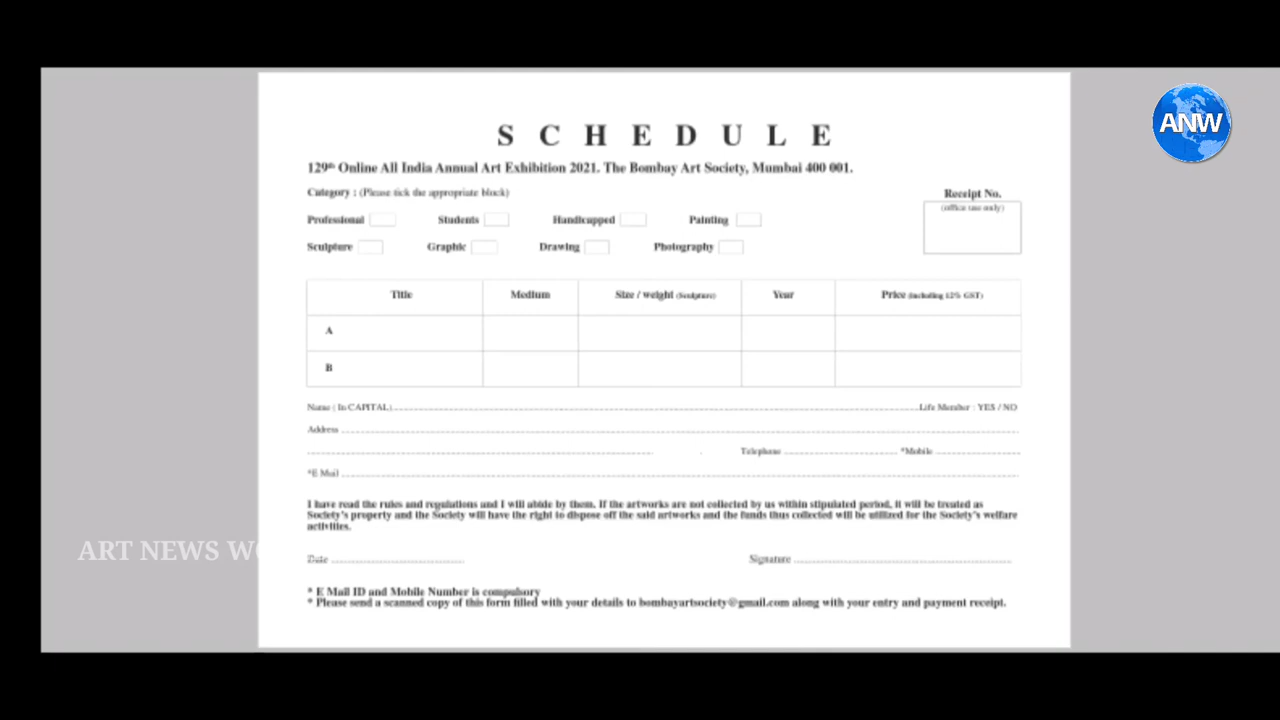 ANW
S C H E D U L E
129th Online All India Annual Art Exhibition 2021. The Bombay Art Society, Mumbai 400 001.
Category : (Please tick the appropriate block)
Receipt No.
(office use only)
Professional Students Handicapped Painting
Sculpture Graphic Drawing Photography
Title Medium Size / weight (Sculpture) Year Price (including 12% GST)
A
B
Name ( In CAPITAL) Life Member : YES / NO
Address
Telephone *Mobile
*E Mail
I have read the rules and regulations and I will abide by them. If the artworks are not collected by us within stipulated period, it will be treated as
Society's property and the Society will have the right to dispose off the said artworks and the funds thus collected will be utilized for the Society's welfare
activities.
ART NEWS WO
Date Signature
* E Mail ID and Mobile Number is compulsory
* Please send a scanned copy of this form filled with your details to bombayartsociety@gmail.com along with your entry and payment receipt.